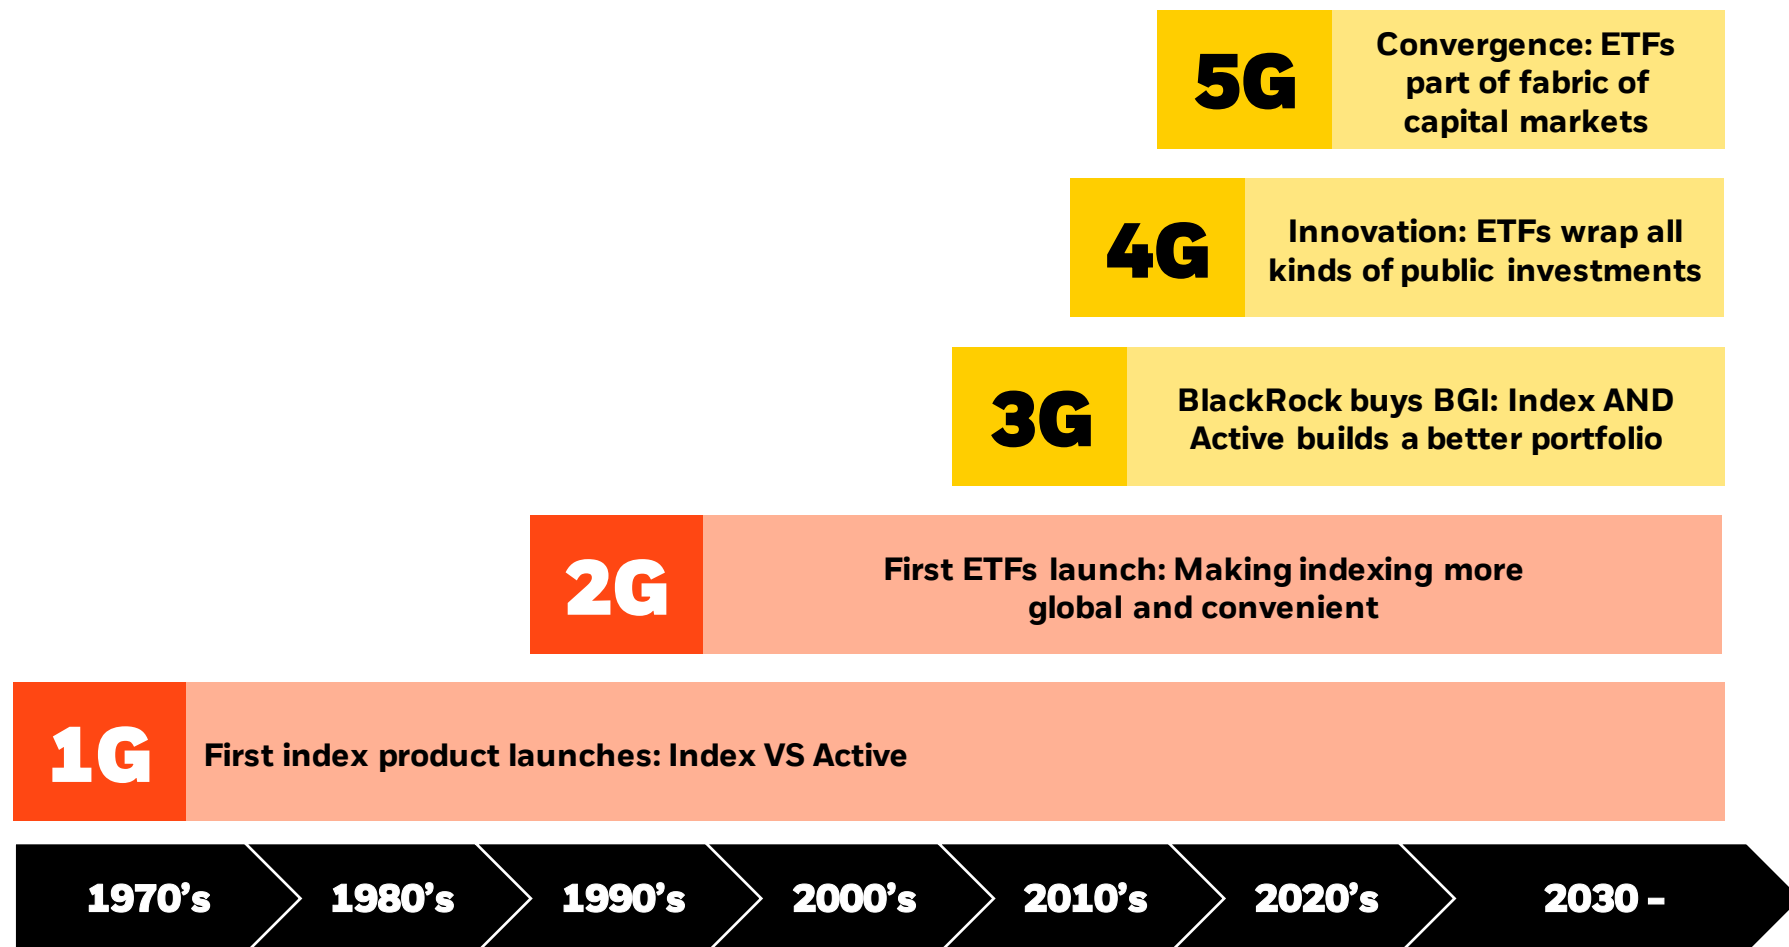 5G
Convergence: ETFs
part of fabric of
capital markets
4G
Innovation: ETFs wrap all
kinds of public investments
3G
BlackRock buys BGI: Index AND
Active builds a better portfolio
2G
First ETFs launch: Making indexing more
global and convenient
1G
First index product launches: Index VS Active
1970’s
1980’s
1990’s
2000’s
2010’s
2020’s
2030 –